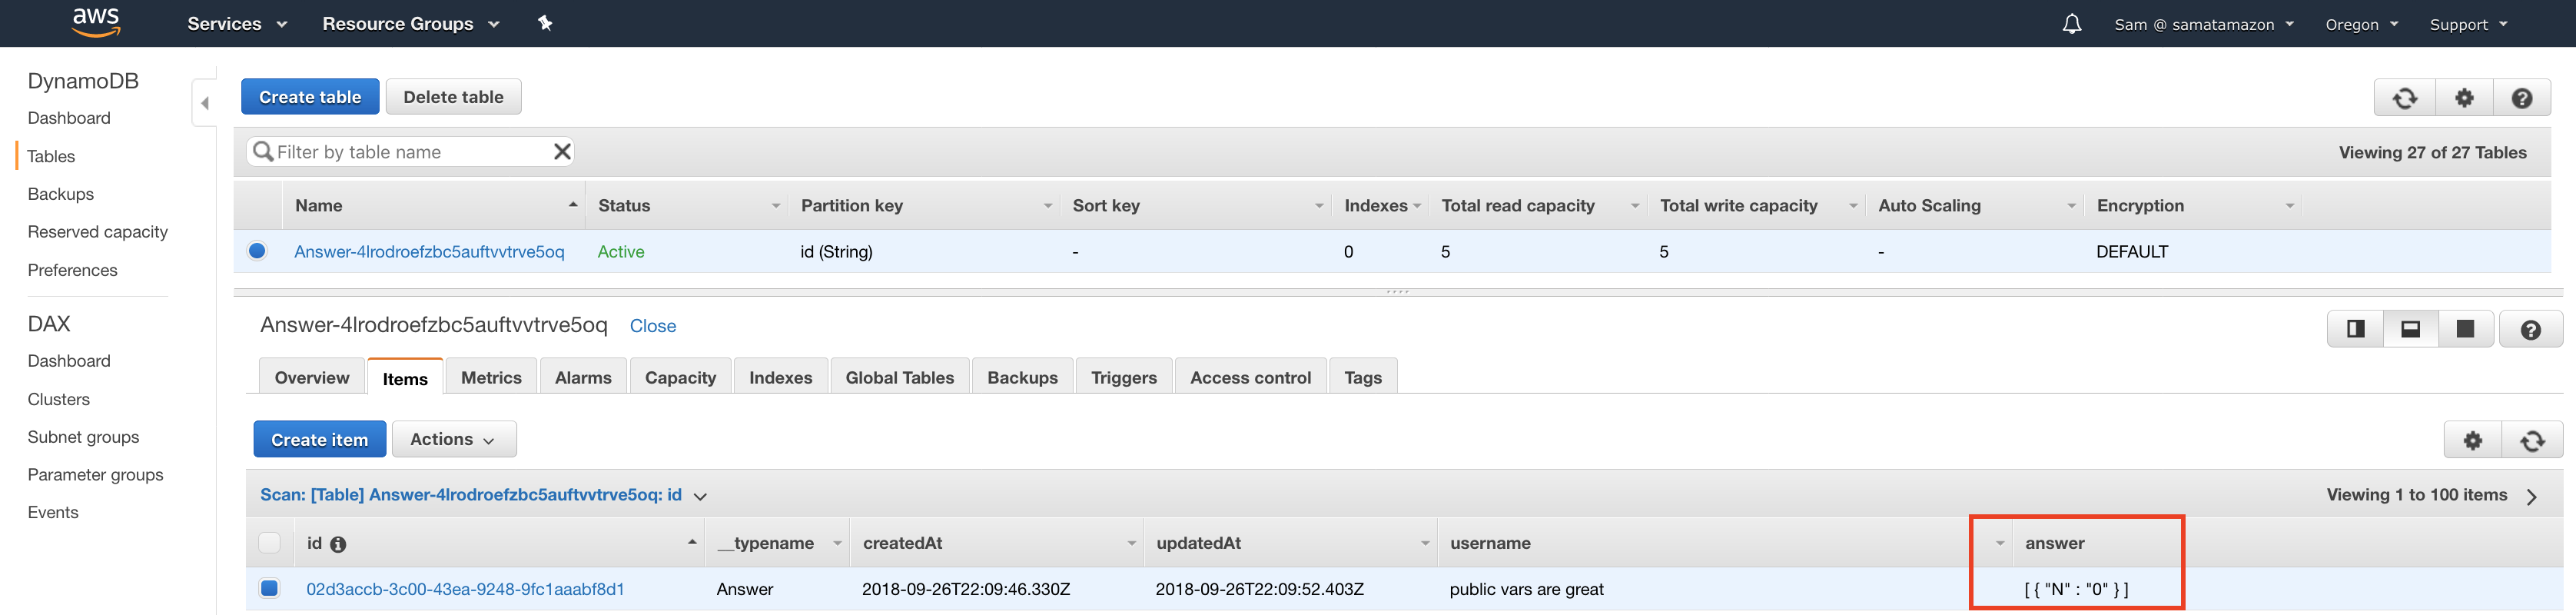 aws Services Resource Groups Sam @ samatamazon Oregon Support
DynamoDB
Dashboard
Tables
Backups
Reserved capacity
Preferences
DAX
Dashboard
Clusters
Subnet groups
Parameter groups
Events
Create table Delete table
Filter by table name Viewing 27 of 27 Tables
Name Status Partition key Sort key Indexes Total read capacity Total write capacity Auto Scaling Encryption
Answer-4lrodroefzbc5auftvvtrve5oq Active id (String) - 0 5 5 - DEFAULT
Answer-4lrodroefzbc5auftvvtrve5oq Close
Overview Items Metrics Alarms Capacity Indexes Global Tables Backups Triggers Access control Tags
Create item Actions
Scan: [Table] Answer-4lrodroefzbc5auftvvtrve5oq: id Viewing 1 to 100 items
id __typename createdAt updatedAt username answer
02d3accb-3c00-43ea-9248-9fc1aaabf8d1 Answer 2018-09-26T22:09:46.330Z 2018-09-26T22:09:52.403Z public vars are great [ { "N" : "0" } ]